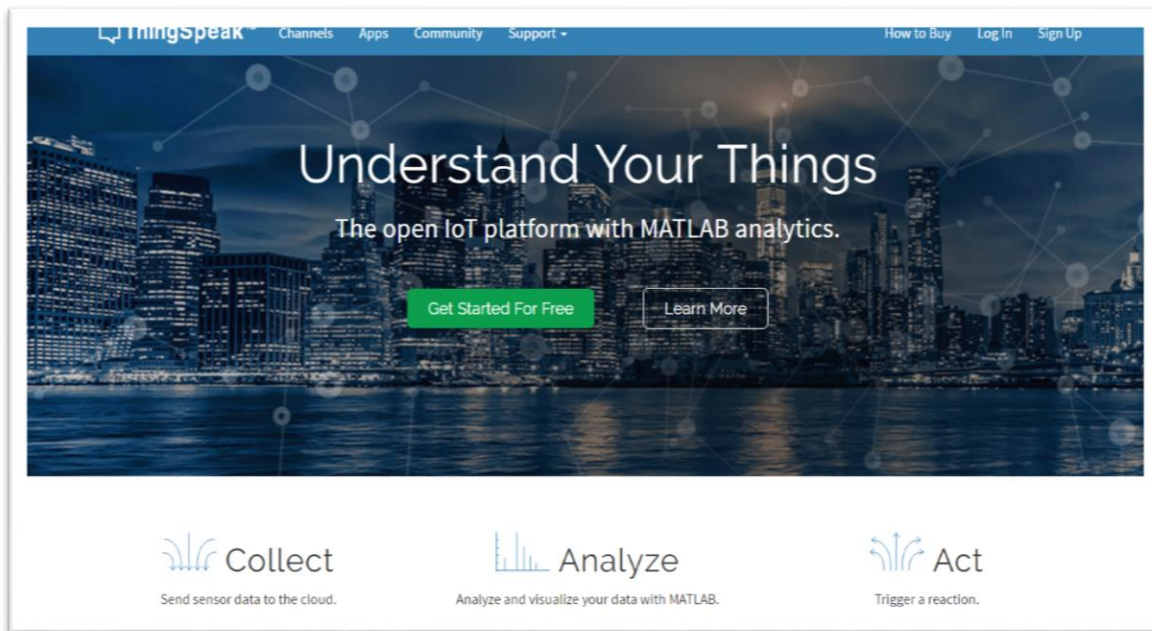 ThingSpeak™ Channels Apps Community Support How to Buy Log In Sign Up
Understand Your Things
The open IoT platform with MATLAB analytics.
Get Started For Free Learn More
Collect Analyze Act
Send sensor data to the cloud. Analyze and visualize your data with MATLAB. Trigger a reaction.